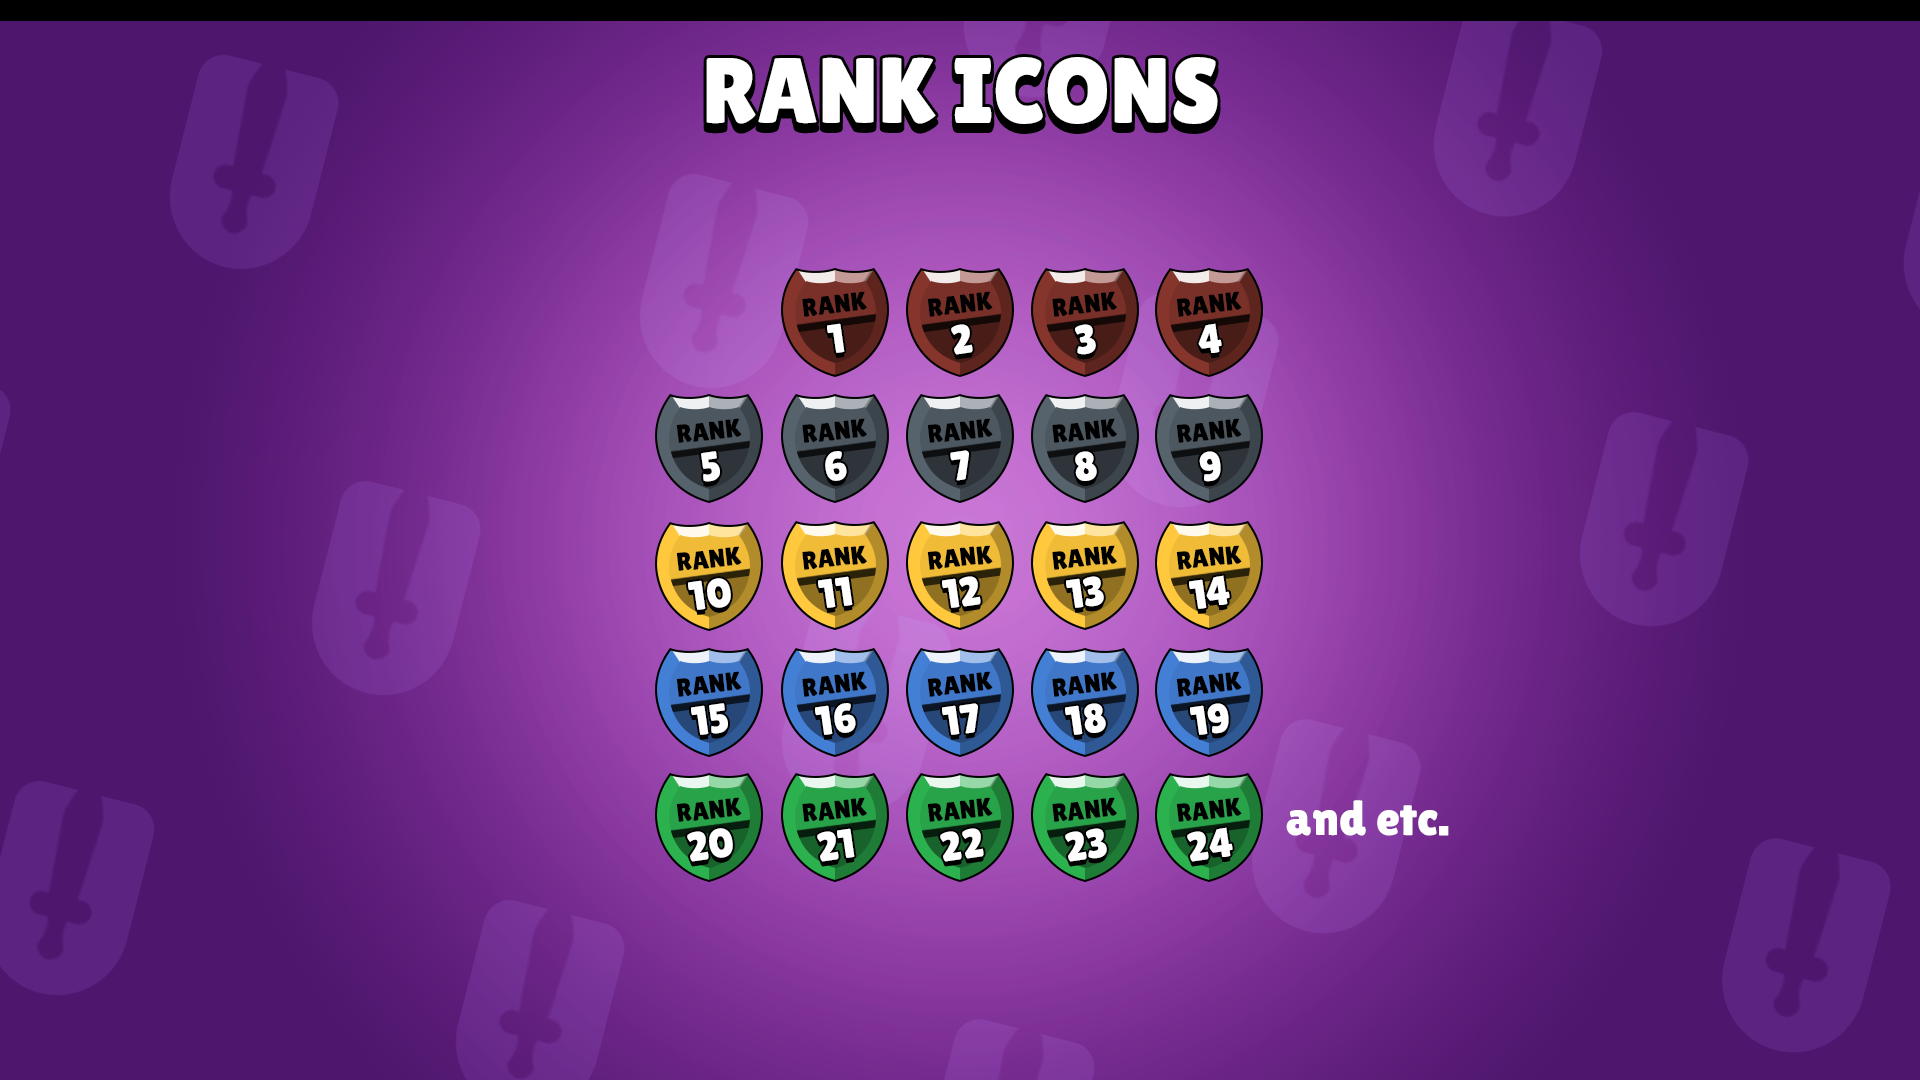 RANK ICONS
RANK 1 RANK 2 RANK 3 RANK 4
RANK 5 RANK 6 RANK 7 RANK 8 RANK 9
RANK 10 RANK 11 RANK 12 RANK 13 RANK 14
RANK 15 RANK 16 RANK 17 RANK 18 RANK 19
RANK 20 RANK 21 RANK 22 RANK 23 RANK 24 and etc.